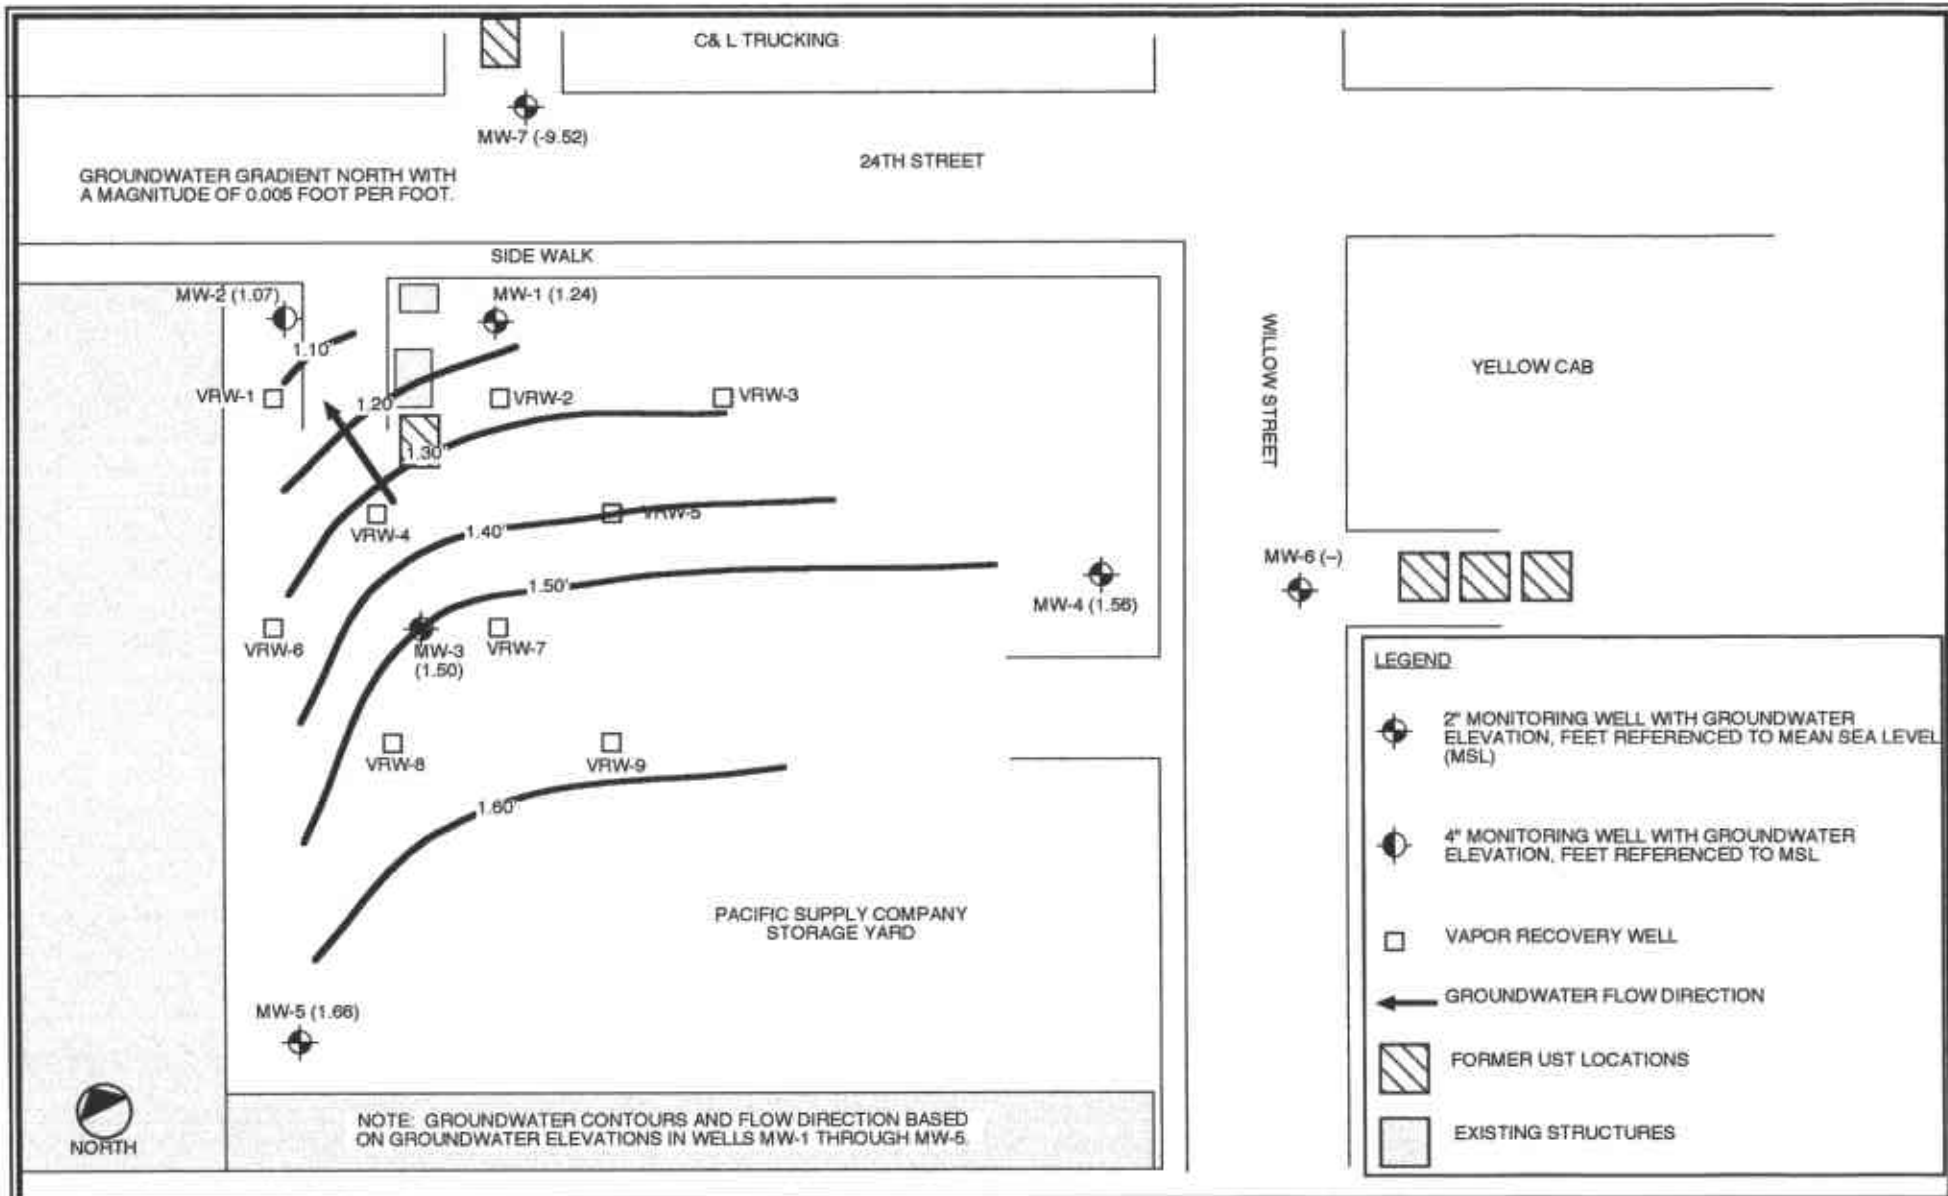 C& L TRUCKING
MW-7 (-9.52)
24TH STREET
GROUNDWATER GRADIENT NORTH WITH
A MAGNITUDE OF 0.005 FOOT PER FOOT.
SIDE WALK
MW-2 (1.07)
MW-1 (1.24)
1.10'
WILLOW STREET
YELLOW CAB
VRW-1
1.20'
VRW-2
VRW-3
1.30'
VRW-4
VRW-5
1.40'
MW-6 (–)
1.50'
MW-4 (1.56)
VRW-6
MW-3
(1.50)
VRW-7
VRW-8
VRW-9
1.60'
PACIFIC SUPPLY COMPANY
STORAGE YARD
MW-5 (1.66)
NORTH
NOTE: GROUNDWATER CONTOURS AND FLOW DIRECTION BASED
ON GROUNDWATER ELEVATIONS IN WELLS MW-1 THROUGH MW-5.
LEGEND
2" MONITORING WELL WITH GROUNDWATER
ELEVATION, FEET REFERENCED TO MEAN SEA LEVEL
(MSL)
4" MONITORING WELL WITH GROUNDWATER
ELEVATION, FEET REFERENCED TO MSL
VAPOR RECOVERY WELL
GROUNDWATER FLOW DIRECTION
FORMER UST LOCATIONS
EXISTING STRUCTURES